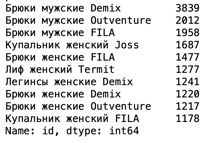 Брюки мужские Demix 3839
Брюки мужские Outventure 2012
Брюки мужские FILA 1958
Купальник женский Joss 1687
Брюки женские FILA 1477
Лиф женский Termit 1277
Легинсы женские Demix 1241
Брюки женские Demix 1220
Брюки женские Outventure 1217
Купальник женский FILA 1178
Name: id, dtype: int64